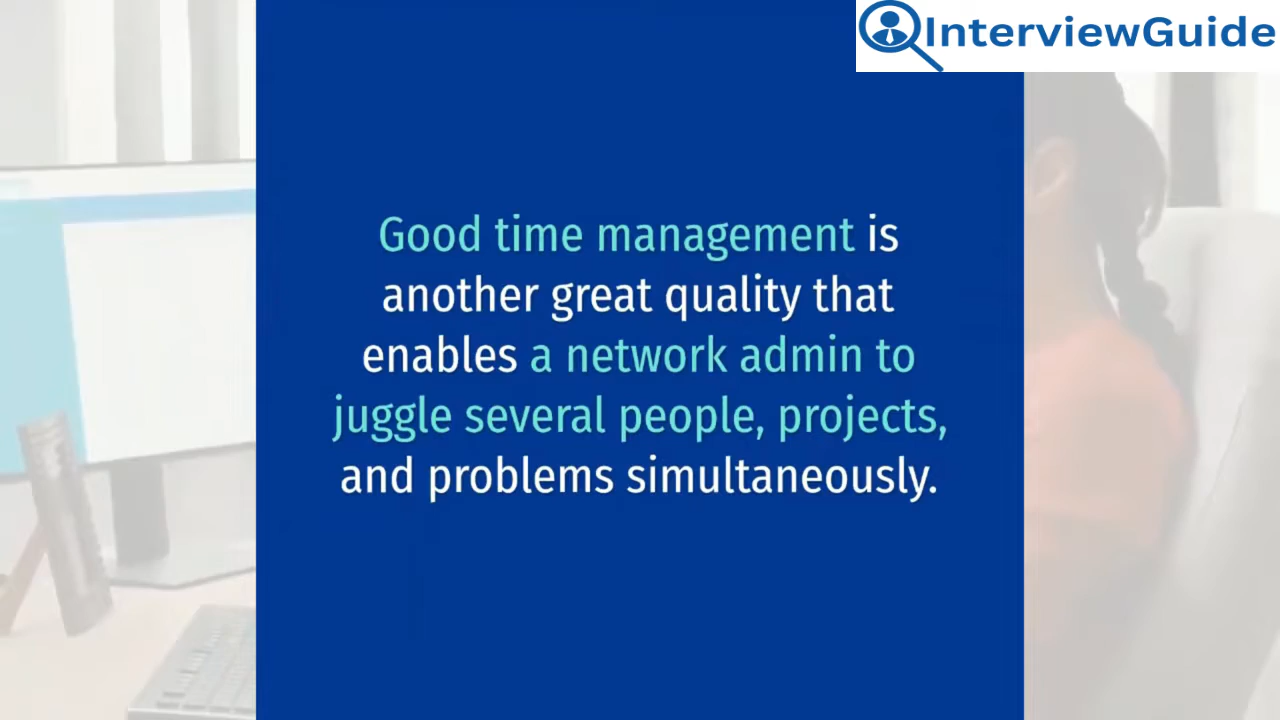 InterviewGuide
Good time management is
another great quality that
enables a network admin to
juggle several people, projects,
and problems simultaneously.